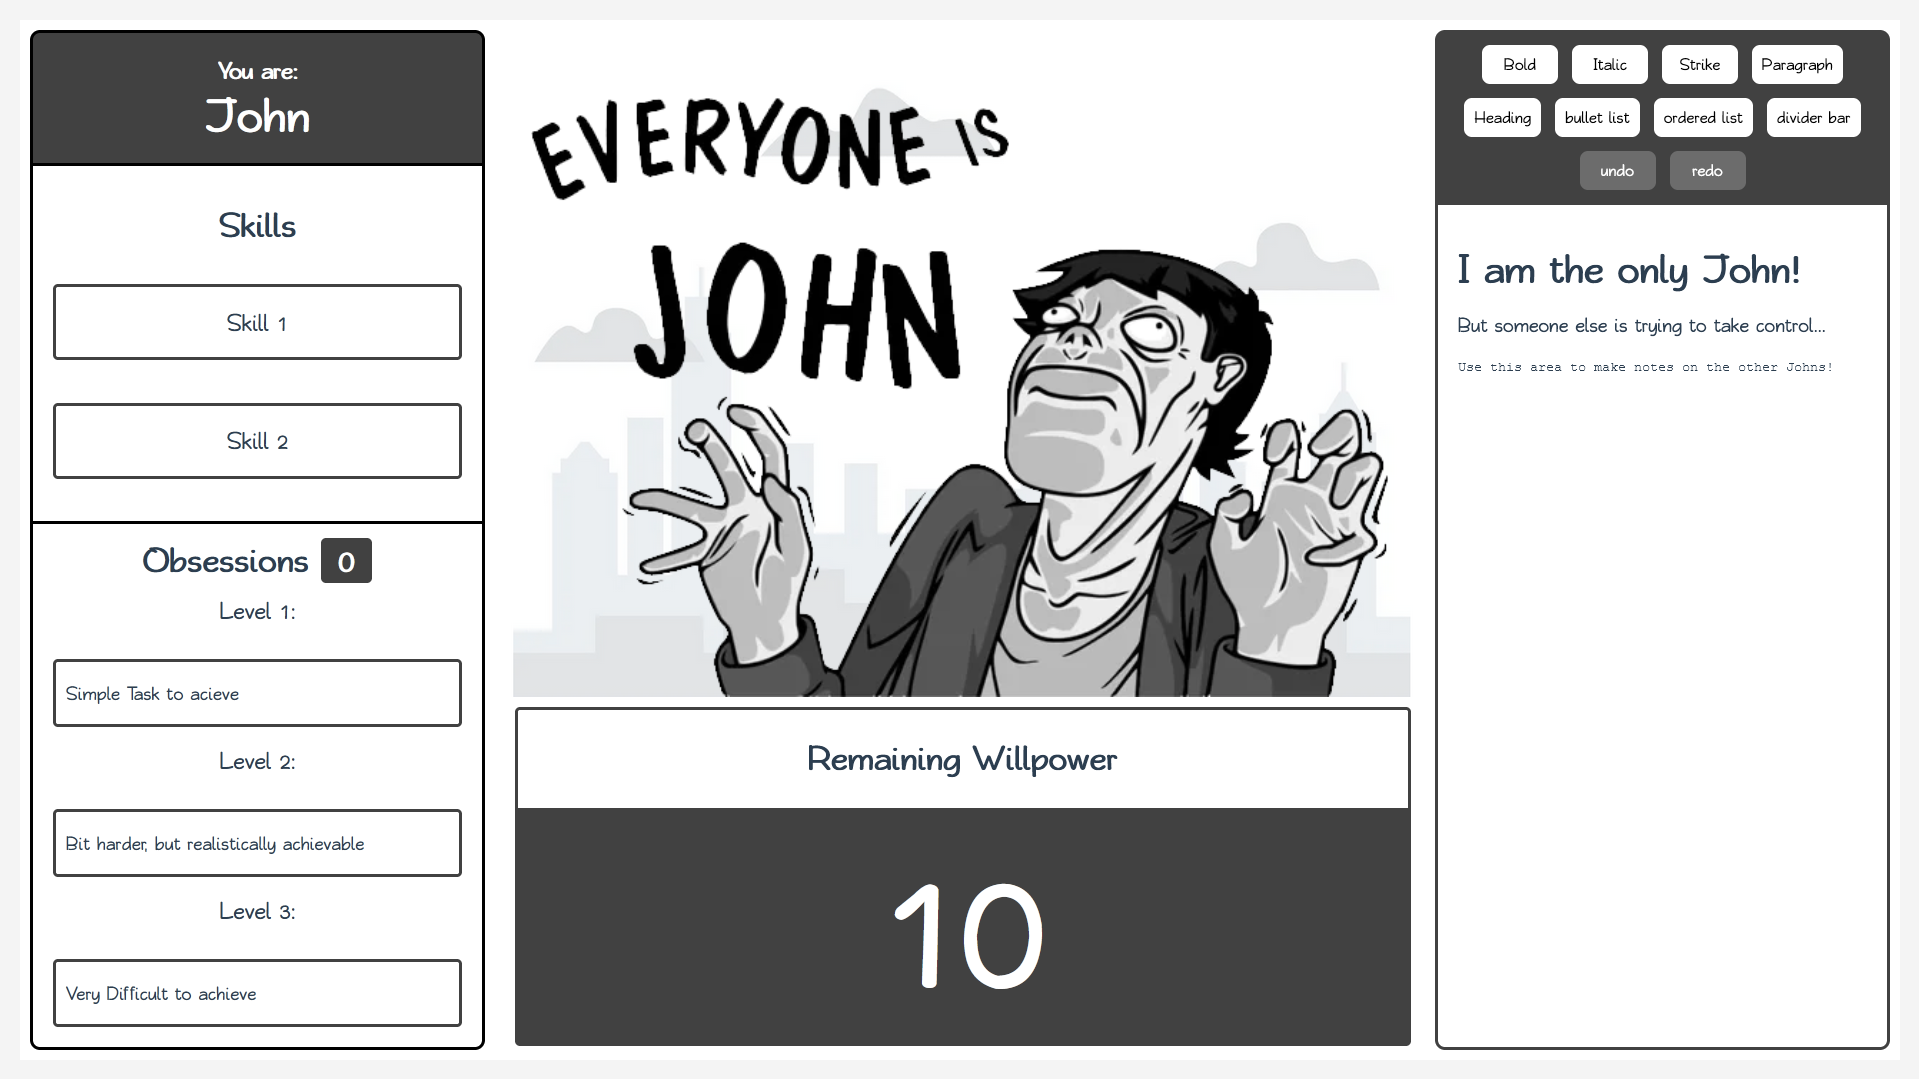 You are:
John
Skills
Skill 1
Skill 2
Obsessions 0
Level 1:
Simple Task to acieve
Level 2:
Bit harder, but realistically achievable
Level 3:
Very Difficult to achieve
EVERYONE IS
JOHN
Remaining Willpower
10
Bold Italic Strike Paragraph
Heading bullet list ordered list divider bar
undo redo
I am the only John!
But someone else is trying to take control...
Use this area to make notes on the other Johns!